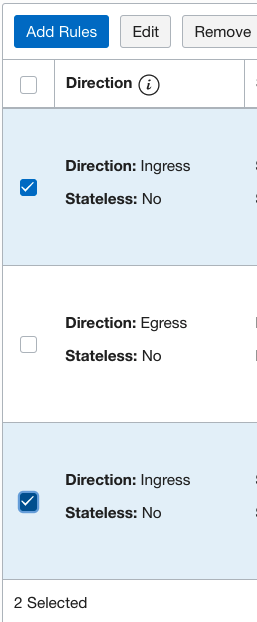 Add Rules Edit Remove
Direction i
Direction: Ingress
Stateless: No
Direction: Egress
Stateless: No
Direction: Ingress
Stateless: No
2 Selected